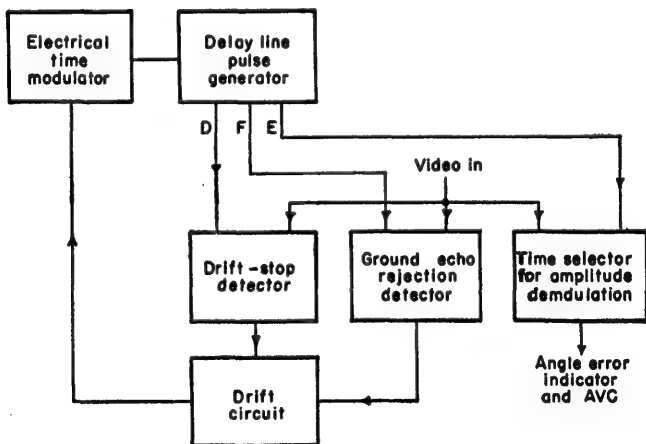 Electrical
time
modulator
Delay line
pulse
generator
D
F
E
Video in
Drift-stop
detector
Ground echo
rejection
detector
Time selector
for amplitude
demdulation
Drift
circuit
Angle error
indicator
and AVC